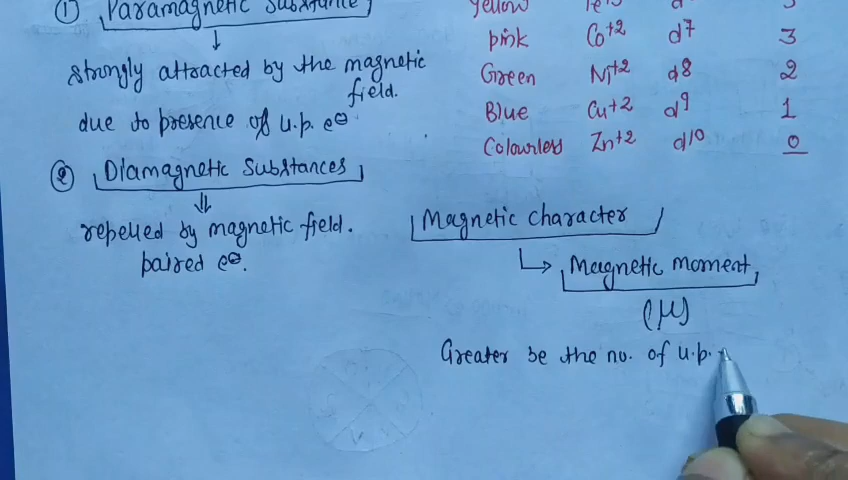 ① Paramagnetic Substance
↓
strongly attracted by the magnetic
field.
due to presence of u.p. e⊖.
② Diamagnetic Substances
⇓
repelled by magnetic field.
paired e⊖.
Yellow
Pink Co+2 d7 3
Green Ni+2 d8 2
Blue Cu+2 d9 1
Colourless Zn+2 d10 0
Magnetic character
↳ Magnetic moment
(μ)
Greater be the no. of u.p.